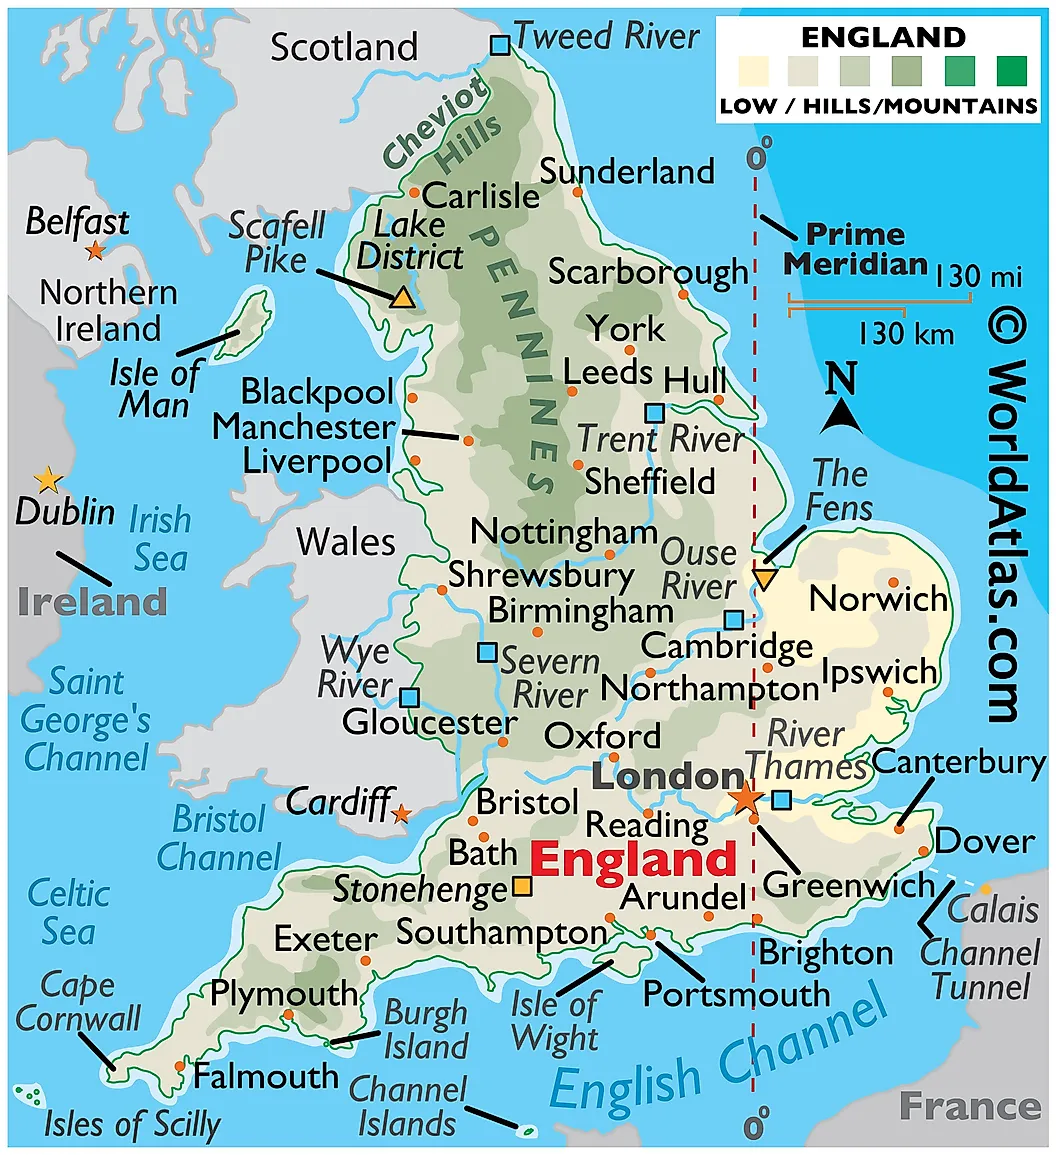 Scotland
Tweed River
ENGLAND
LOW / HILLS/MOUNTAINS
Cheviot
Hills
0°
Sunderland
Carlisle
Belfast
Scafell
Pike
Lake
District
PENNINES
Prime
Meridian
Scarborough
130 mi
130 km
Northern
Ireland
Isle of
Man
York
Leeds
Hull
N
© WorldAtlas.com
Blackpool
Manchester
Liverpool
Trent River
Sheffield
The
Fens
Dublin
Irish
Sea
Wales
Nottingham
Ouse
River
Shrewsbury
Ireland
Birmingham
Norwich
Cambridge
Wye
River
Severn
River
Northampton
Ipswich
Saint
George's
Channel
Gloucester
Oxford
River
Thames
London
Canterbury
Cardiff
Bristol
Bristol
Channel
Reading
Bath
England
Dover
Stonehenge
Arundel
Greenwich
Celtic
Sea
Calais
Exeter
Southampton
Brighton
Channel
Tunnel
Cape
Cornwall
Plymouth
Burgh
Island
Isle of
Wight
Portsmouth
English Channel
Falmouth
Channel
Islands
Isles of Scilly
0°
France